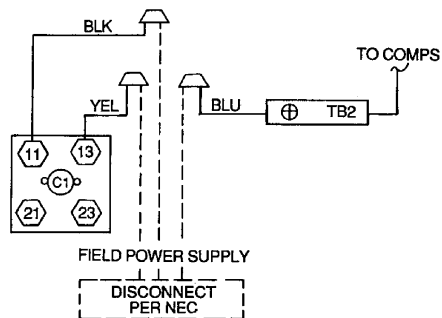 BLK
TO COMPS
YEL
BLU
TB2
11
13
C1
21
23
FIELD POWER SUPPLY
DISCONNECT
PER NEC